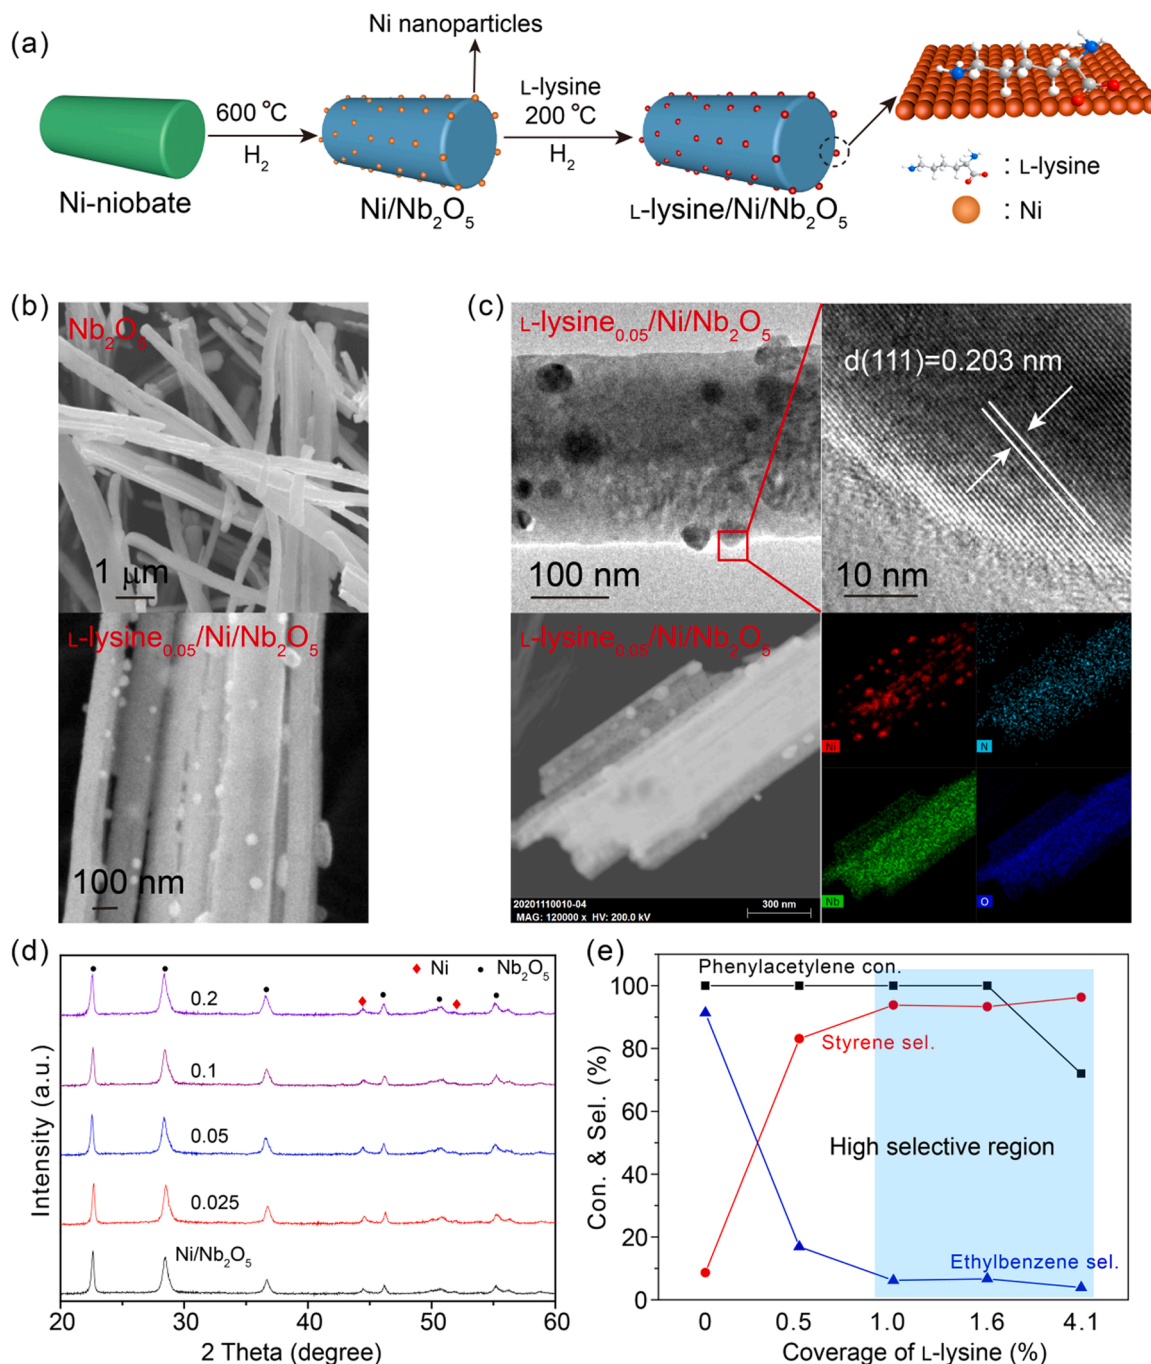 (a)
Ni nanoparticles
600 °C
H2
L-lysine
200 °C
H2
Ni-niobate
Ni/Nb2O5
L-lysine/Ni/Nb2O5
: L-lysine
: Ni
(b)
Nb2O5
1 μm
L-lysine0.05/Ni/Nb2O5
100 nm
(c)
L-lysine0.05/Ni/Nb2O5
100 nm
d(111)=0.203 nm
10 nm
L-lysine0.05/Ni/Nb2O5
20201110010-04
MAG: 120000 x HV: 200.0 kV
300 nm
Ni
N
Nb
O
(d)
Ni
Nb2O5
0.2
0.1
0.05
0.025
Ni/Nb2O5
Intensity (a.u.)
20 30 40 50 60
2 Theta (degree)
(e)
Phenylacetylene con.
Styrene sel.
High selective region
Ethylbenzene sel.
Con. & Sel. (%)
100
80
60
40
20
0
0 0.5 1.0 1.6 4.1
Coverage of L-lysine (%)